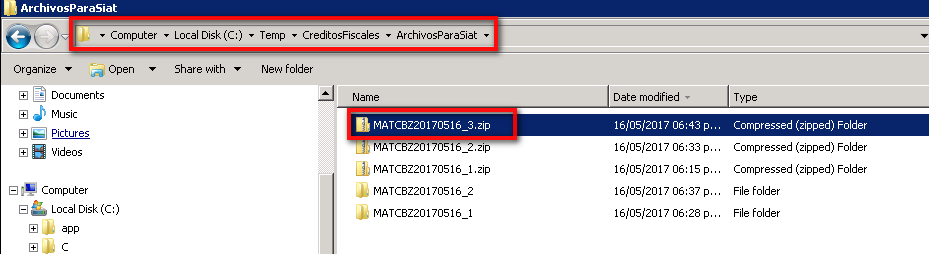 ArchivosParaSiat
Computer Local Disk (C:) Temp CreditosFiscales ArchivosParaSiat
Organize Open Share with New folder
Documents
Music
Pictures
Videos
Computer
Local Disk (C:)
app
C
Name Date modified Type
MATCBZ20170516_3.zip 16/05/2017 06:43 p... Compressed (zipped) Folder
MATCBZ20170516_2.zip 16/05/2017 06:33 p... Compressed (zipped) Folder
MATCBZ20170516_1.zip 16/05/2017 06:15 p... Compressed (zipped) Folder
MATCBZ20170516_2 16/05/2017 06:37 p... File folder
MATCBZ20170516_1 16/05/2017 06:28 p... File folder